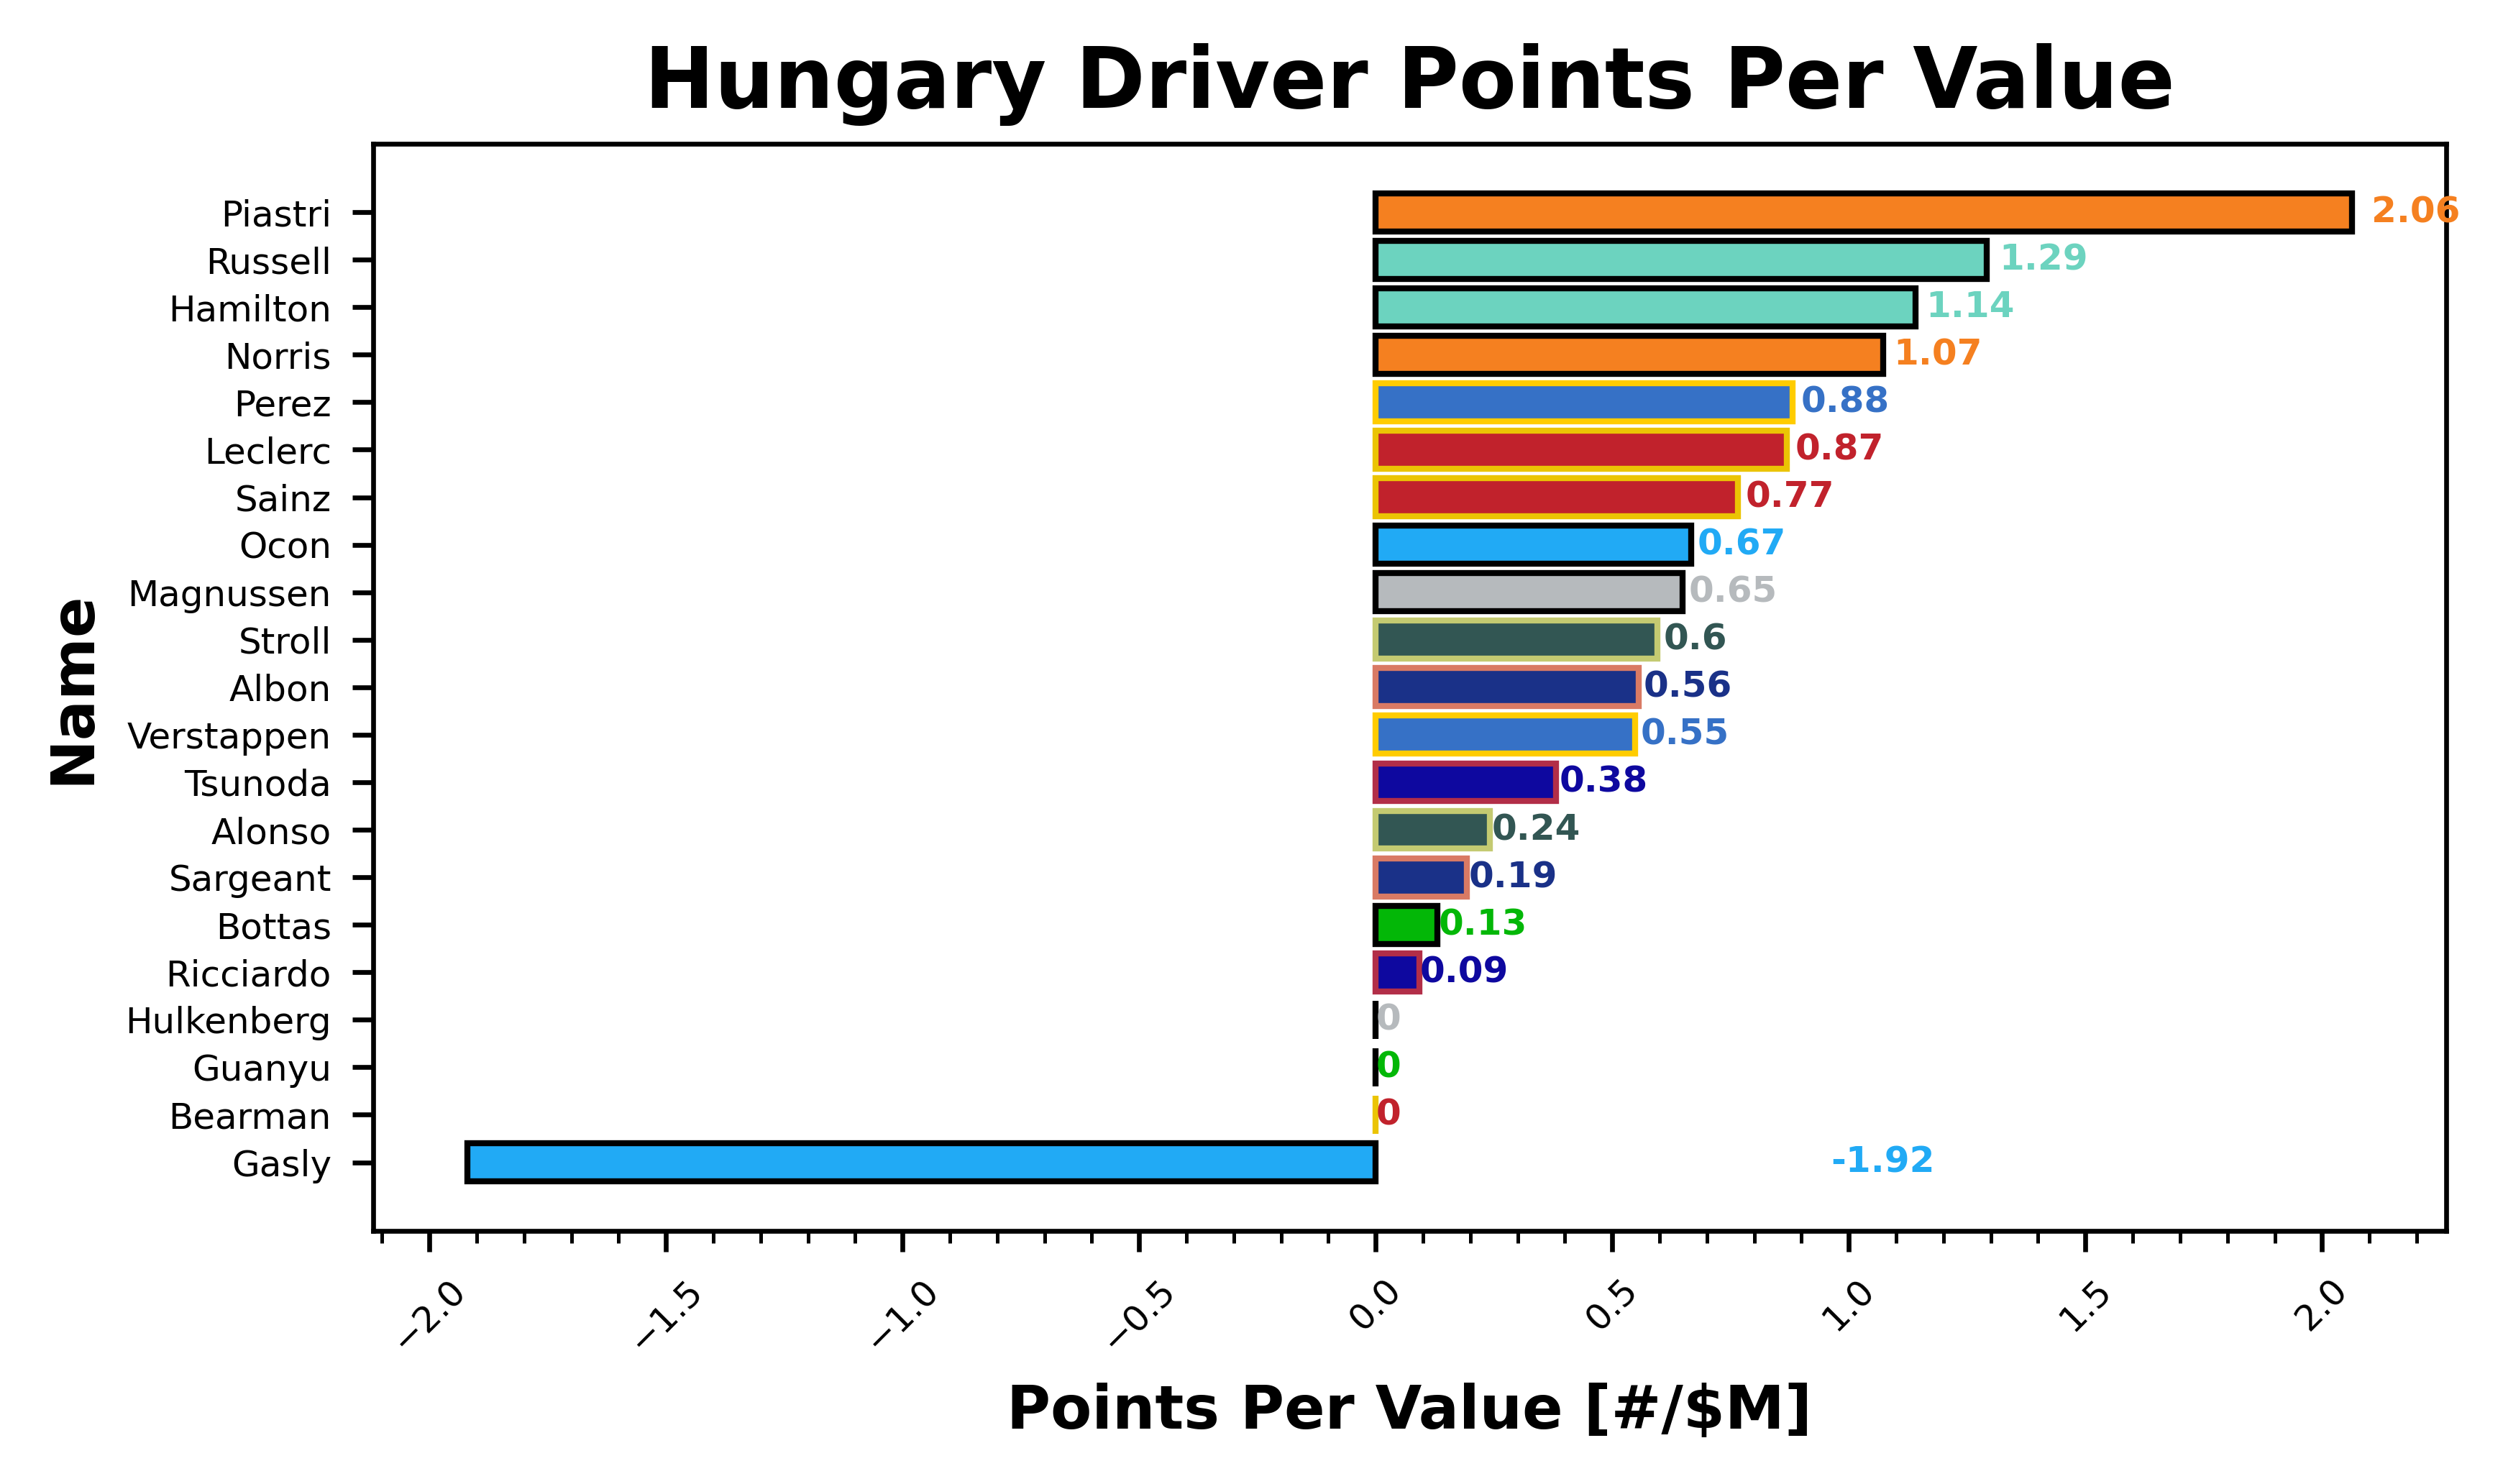 Hungary Driver Points Per Value
Name
Piastri 2.06
Russell 1.29
Hamilton 1.14
Norris 1.07
Perez 0.88
Leclerc 0.87
Sainz 0.77
Ocon 0.67
Magnussen 0.65
Stroll 0.6
Albon 0.56
Verstappen 0.55
Tsunoda 0.38
Alonso 0.24
Sargeant 0.19
Bottas 0.13
Ricciardo 0.09
Hulkenberg 0
Guanyu 0
Bearman 0
Gasly -1.92
−2.0 −1.5 −1.0 −0.5 0.0 0.5 1.0 1.5 2.0
Points Per Value [#/$M]